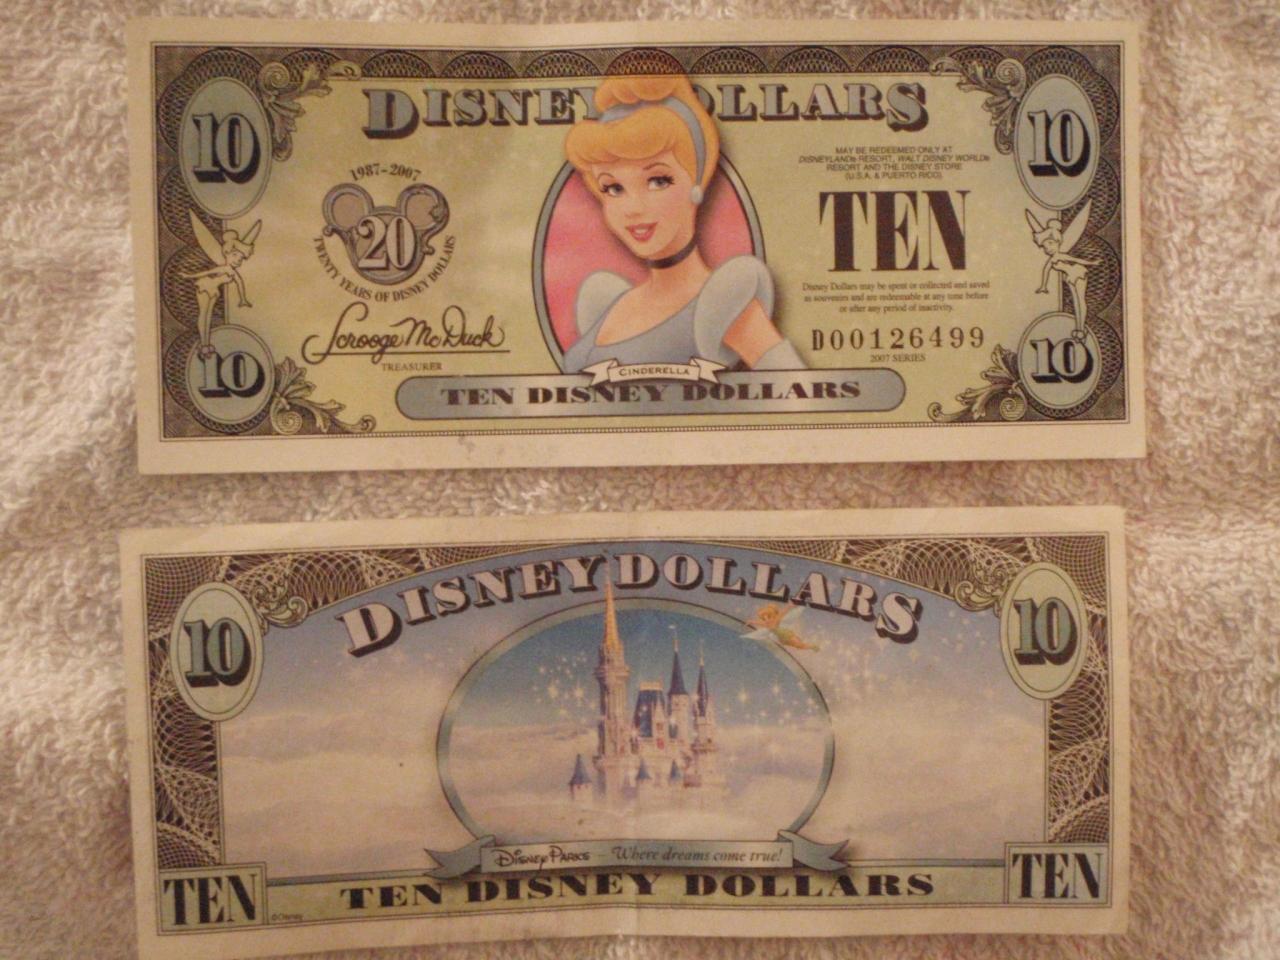 DISNEY DOLLARS
10
10
1987-2007
20
TWENTY YEARS OF DISNEY DOLLARS
MAY BE REDEEMED ONLY AT
DISNEYLAND® RESORT, WALT DISNEY WORLD®
RESORT AND THE DISNEY STORE
(U.S.A. & PUERTO RICO).
TEN
Disney Dollars may be spent or collected and saved
as souvenirs and are redeemable at any time before
or after any period of inactivity.
Scrooge McDuck
TREASURER
D00126499
2007 SERIES
10
10
CINDERELLA
TEN DISNEY DOLLARS
DISNEY DOLLARS
10
10
Disney Parks – Where dreams come true!
TEN
TEN DISNEY DOLLARS
TEN
©Disney